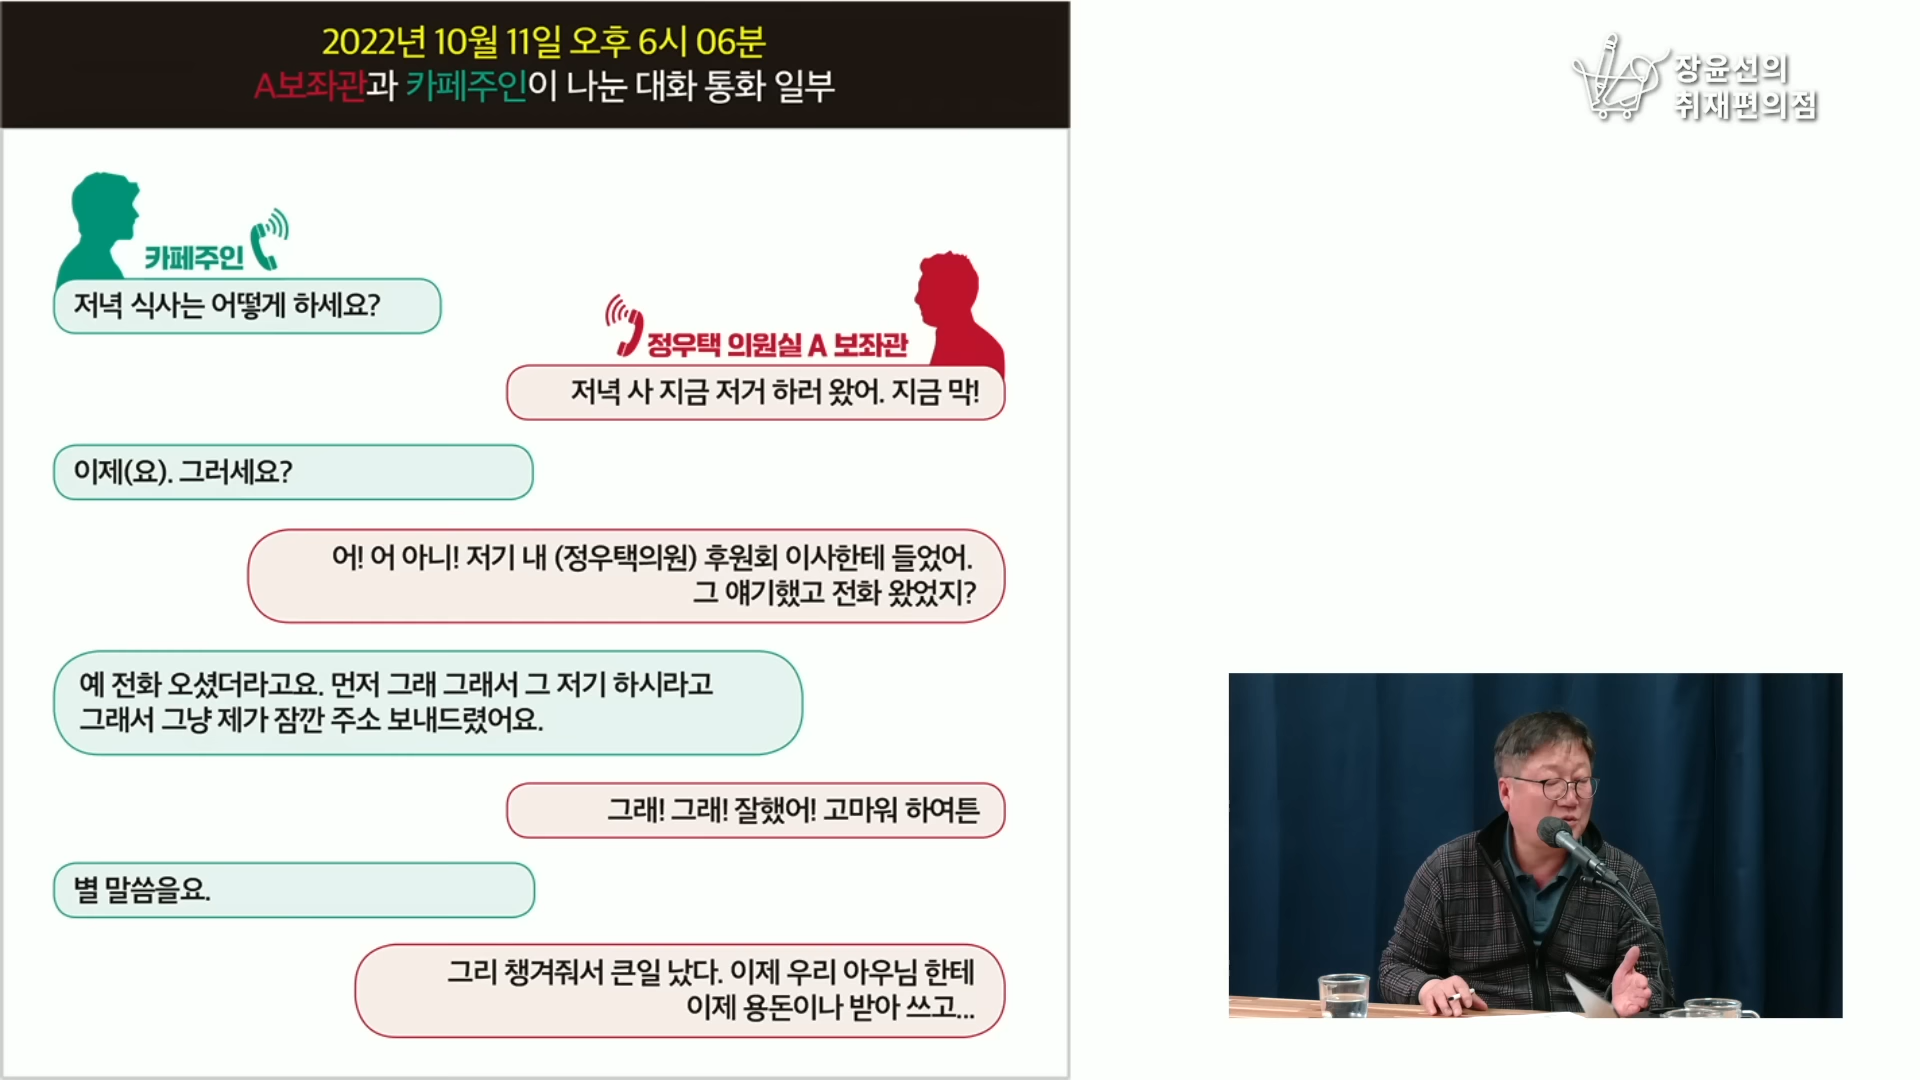 2022년 10월 11일 오후 6시 06분
A보좌관과 카페주인이 나눈 대화 통화 일부
장윤선의
취재편의점
카페주인
저녁 식사는 어떻게 하세요?
정우택 의원실 A 보좌관
저녁 사 지금 저거 하러 왔어. 지금 막!
이제(요). 그러세요?
어! 어 아니! 저기 내 (정우택의원) 후원회 이사한테 들었어.
그 얘기했고 전화 왔었지?
예 전화 오셨더라고요. 먼저 그래 그래서 그 저기 하시라고
그래서 그냥 제가 잠깐 주소 보내드렸어요.
그래! 그래! 잘했어! 고마워 하여튼
별 말씀을요.
그리 챙겨줘서 큰일 났다. 이제 우리 아우님 한테
이제 용돈이나 받아 쓰고...